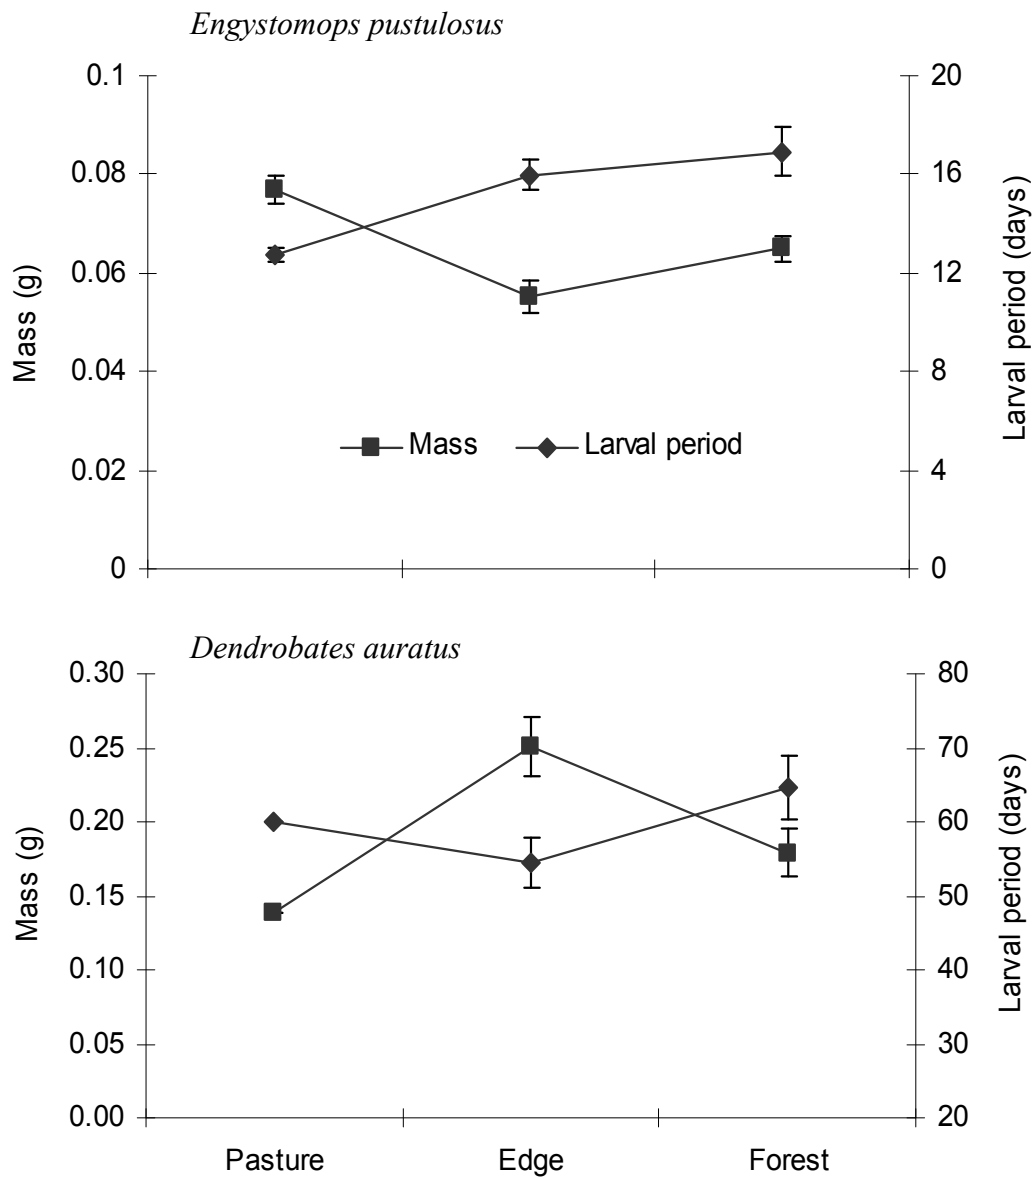 Engystomops pustulosus
0.1
0.08
0.06
0.04
0.02
0
Mass (g)
20
16
12
8
4
0
Larval period (days)
Mass
Larval period
Dendrobates auratus
0.30
0.25
0.20
0.15
0.10
0.05
0.00
Mass (g)
80
70
60
50
40
30
20
Larval period (days)
Pasture
Edge
Forest